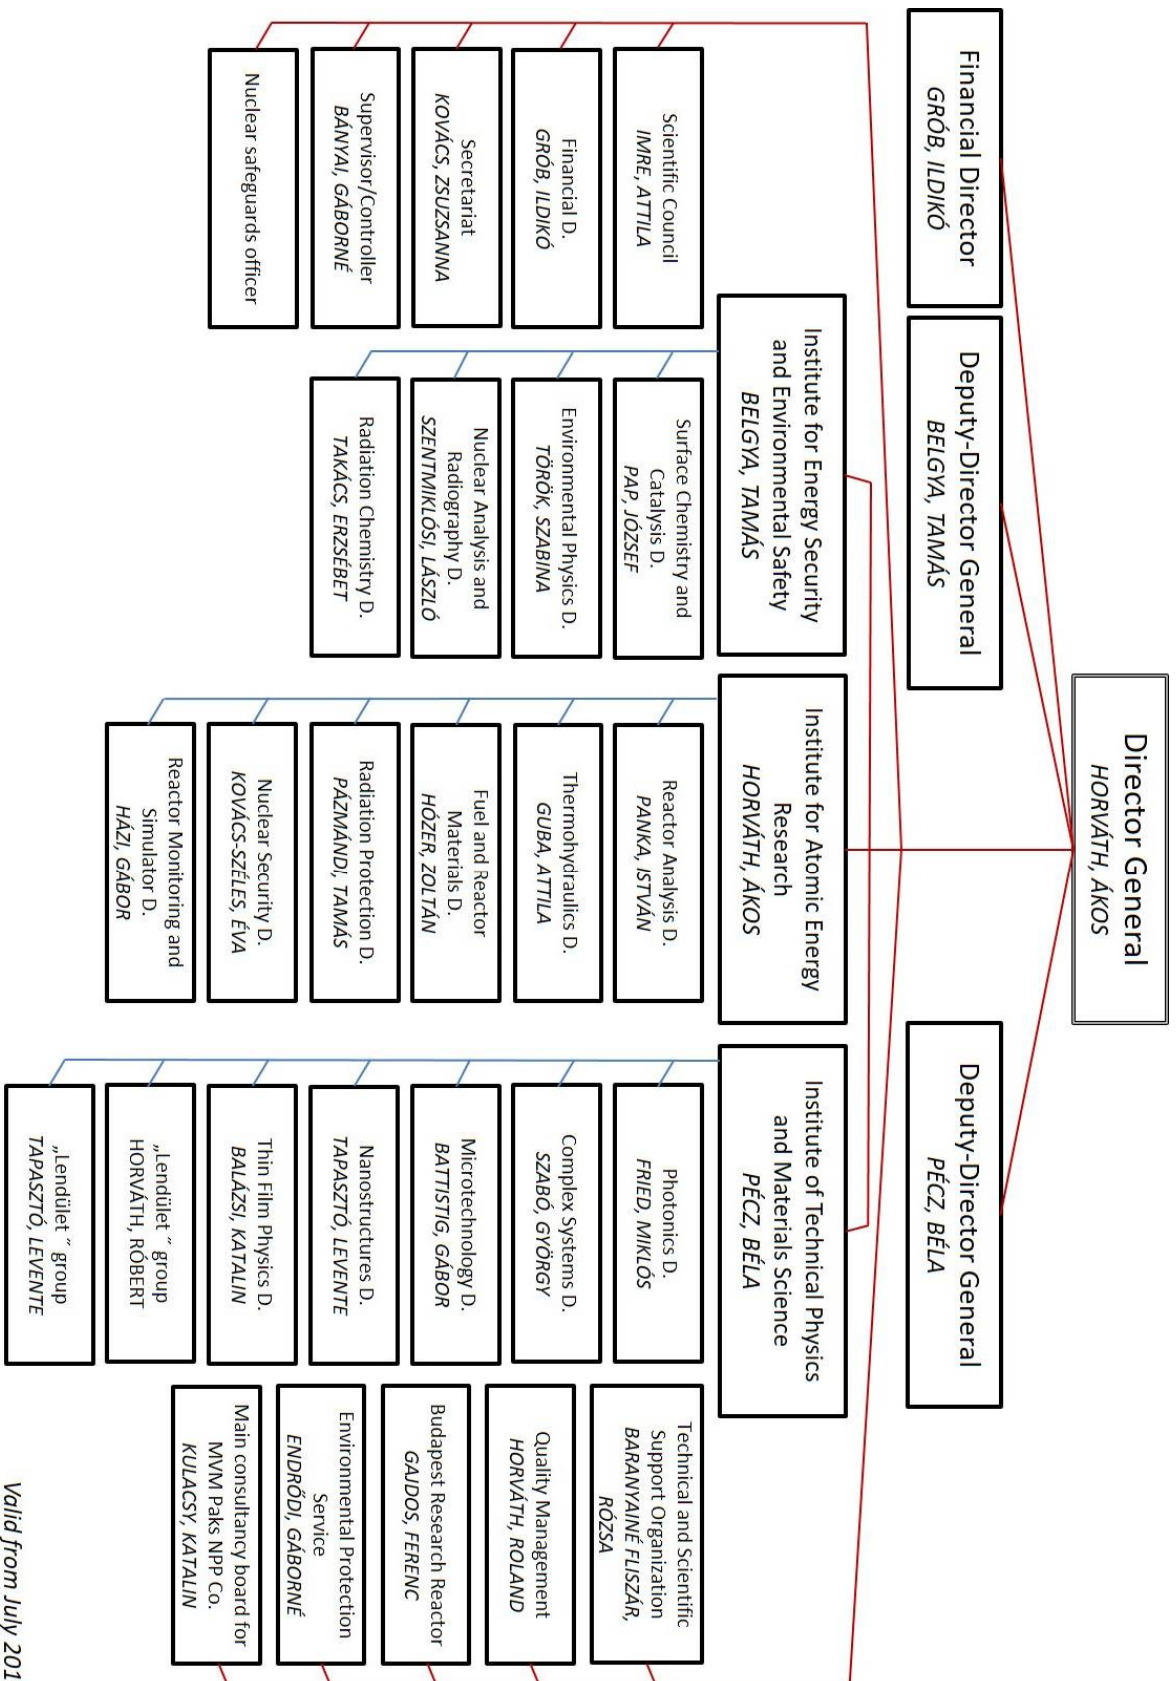 Director General
HORVÁTH, ÁKOS
Financial Director
GRÓB, ILDIKÓ
Deputy-Director General
BELGYA, TAMÁS
Deputy-Director General
PÉCZ, BÉLA
Institute for Energy Security
and Environmental Safety
BELGYA, TAMÁS
Institute for Atomic Energy
Research
HORVÁTH, ÁKOS
Institute of Technical Physics
and Materials Science
PÉCZ, BÉLA
Scientific Council
IMRE, ATTILA
Financial D.
GRÓB, ILDIKÓ
Secretariat
KOVÁCS, ZSUZSANNA
Supervisor/Controller
BÁNYAI, GÁBORNÉ
Nuclear safeguards officer
Surface Chemistry and
Catalysis D.
PAP, JÓZSEF
Environmental Physics D.
TÖRÖK, SZABINA
Nuclear Analysis and
Radiography D.
SZENTMIKLÓSI, LÁSZLÓ
Radiation Chemistry D.
TAKÁCS, ERZSÉBET
Reactor Analysis D.
PANKA, ISTVÁN
Thermohydraulics D.
GUBA, ATTILA
Fuel and Reactor
Materials D.
HÓZER, ZOLTÁN
Radiation Protection D.
PÁZMÁNDI, TAMÁS
Nuclear Security D.
KOVÁCS-SZÉLES, ÉVA
Reactor Monitoring and
Simulator D.
HÁZI, GÁBOR
Photonics D.
FRIED, MIKLÓS
Complex Systems D.
SZABÓ, GYÖRGY
Microtechnology D.
BATTISTIG, GÁBOR
Nanostructures D.
TAPASZTÓ, LEVENTE
Thin Film Physics D.
BALÁZSI, KATALIN
„Lendület ˝ group
HORVÁTH, RÓBERT
„Lendület ˝ group
TAPASZTÓ, LEVENTE
Technical and Scientific
Support Organization
BARANYAINÉ FLISZÁR,
RÓZSA
Quality Management
HORVÁTH, ROLAND
Budapest Research Reactor
GAJDOS, FERENC
Environmental Protection
Service
ENDRŐDI, GÁBORNÉ
Main consultancy board for
MVM Paks NPP Co.
KULACSY, KATALIN
Valid from July 201